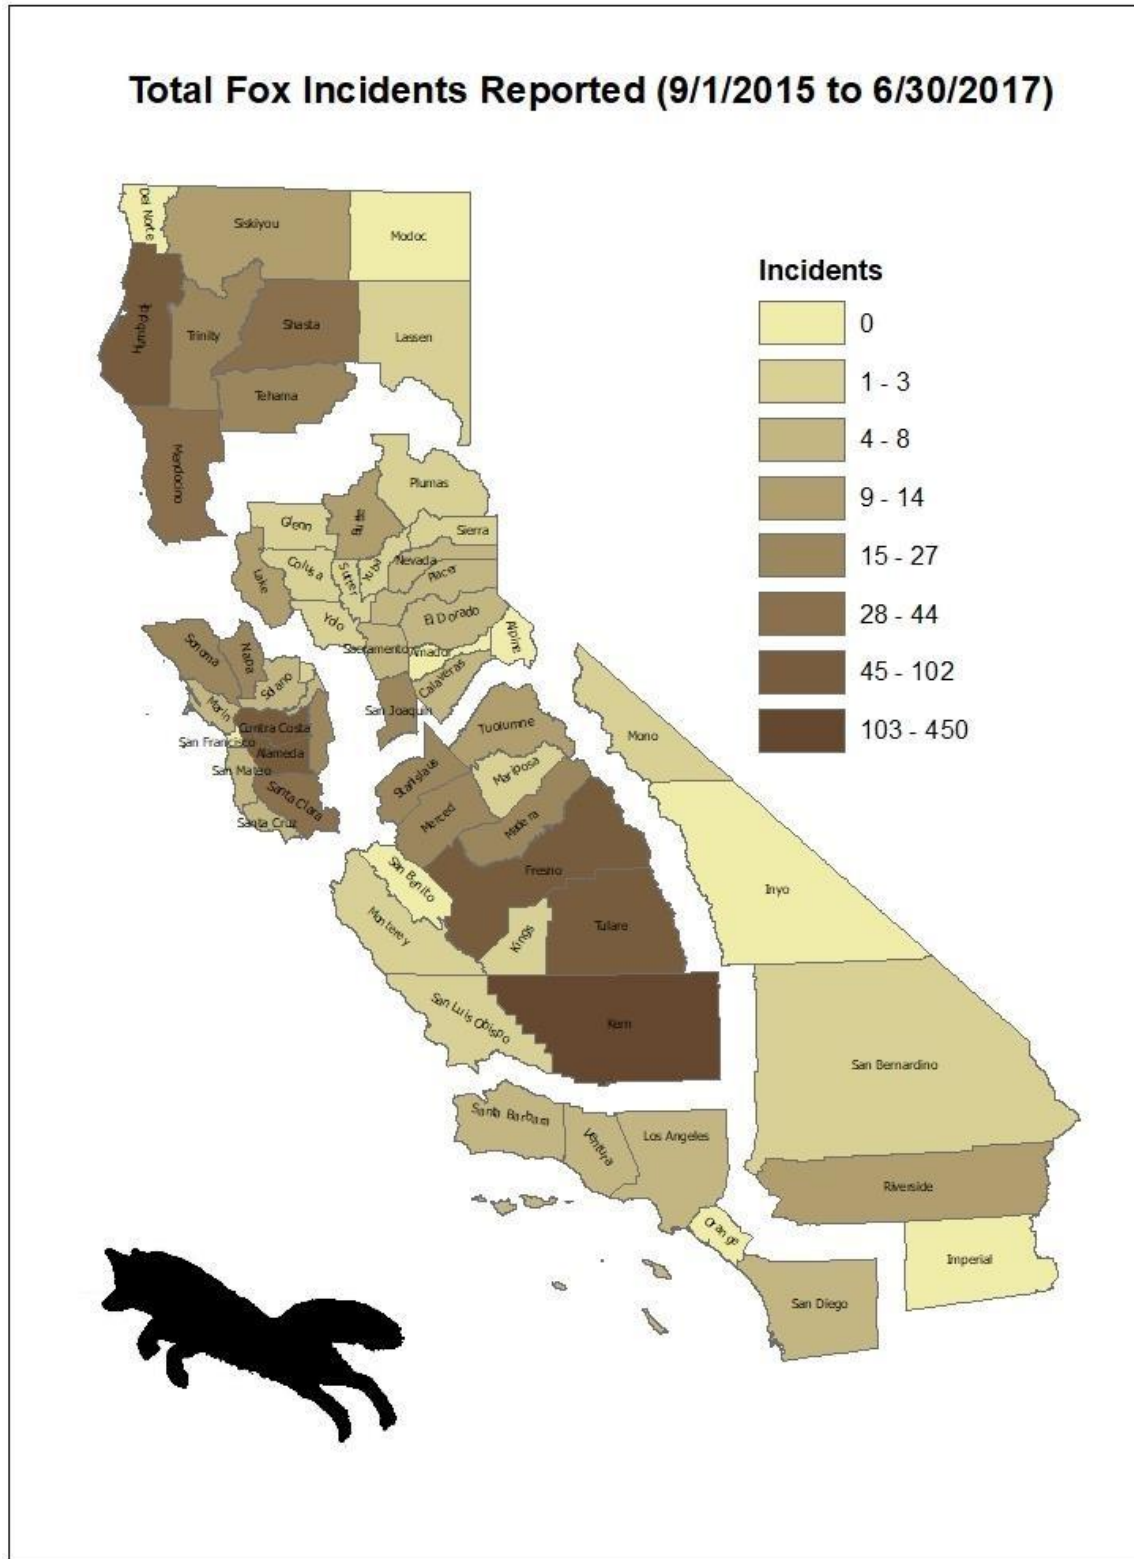 Total Fox Incidents Reported (9/1/2015 to 6/30/2017)
Del Norte
Siskiyou
Modoc
Humboldt
Trinity
Shasta
Lassen
Tehama
Mendocino
Plumas
Glenn
Butte
Sierra
Colusa
Sutter
Yuba
Nevada
Placer
Lake
Yolo
El Dorado
Alpine
Sacramento
Amador
Calaveras
Sonoma
Napa
Solano
Marin
San Joaquin
Contra Costa
San Francisco
Alameda
San Mateo
Santa Clara
Santa Cruz
Tuolumne
Mono
Stanislaus
Mariposa
Merced
Madera
San Benito
Fresno
Inyo
Monterey
Kings
Tulare
San Luis Obispo
Kern
San Bernardino
Santa Barbara
Ventura
Los Angeles
Riverside
Orange
Imperial
San Diego
Incidents
0
1 - 3
4 - 8
9 - 14
15 - 27
28 - 44
45 - 102
103 - 450